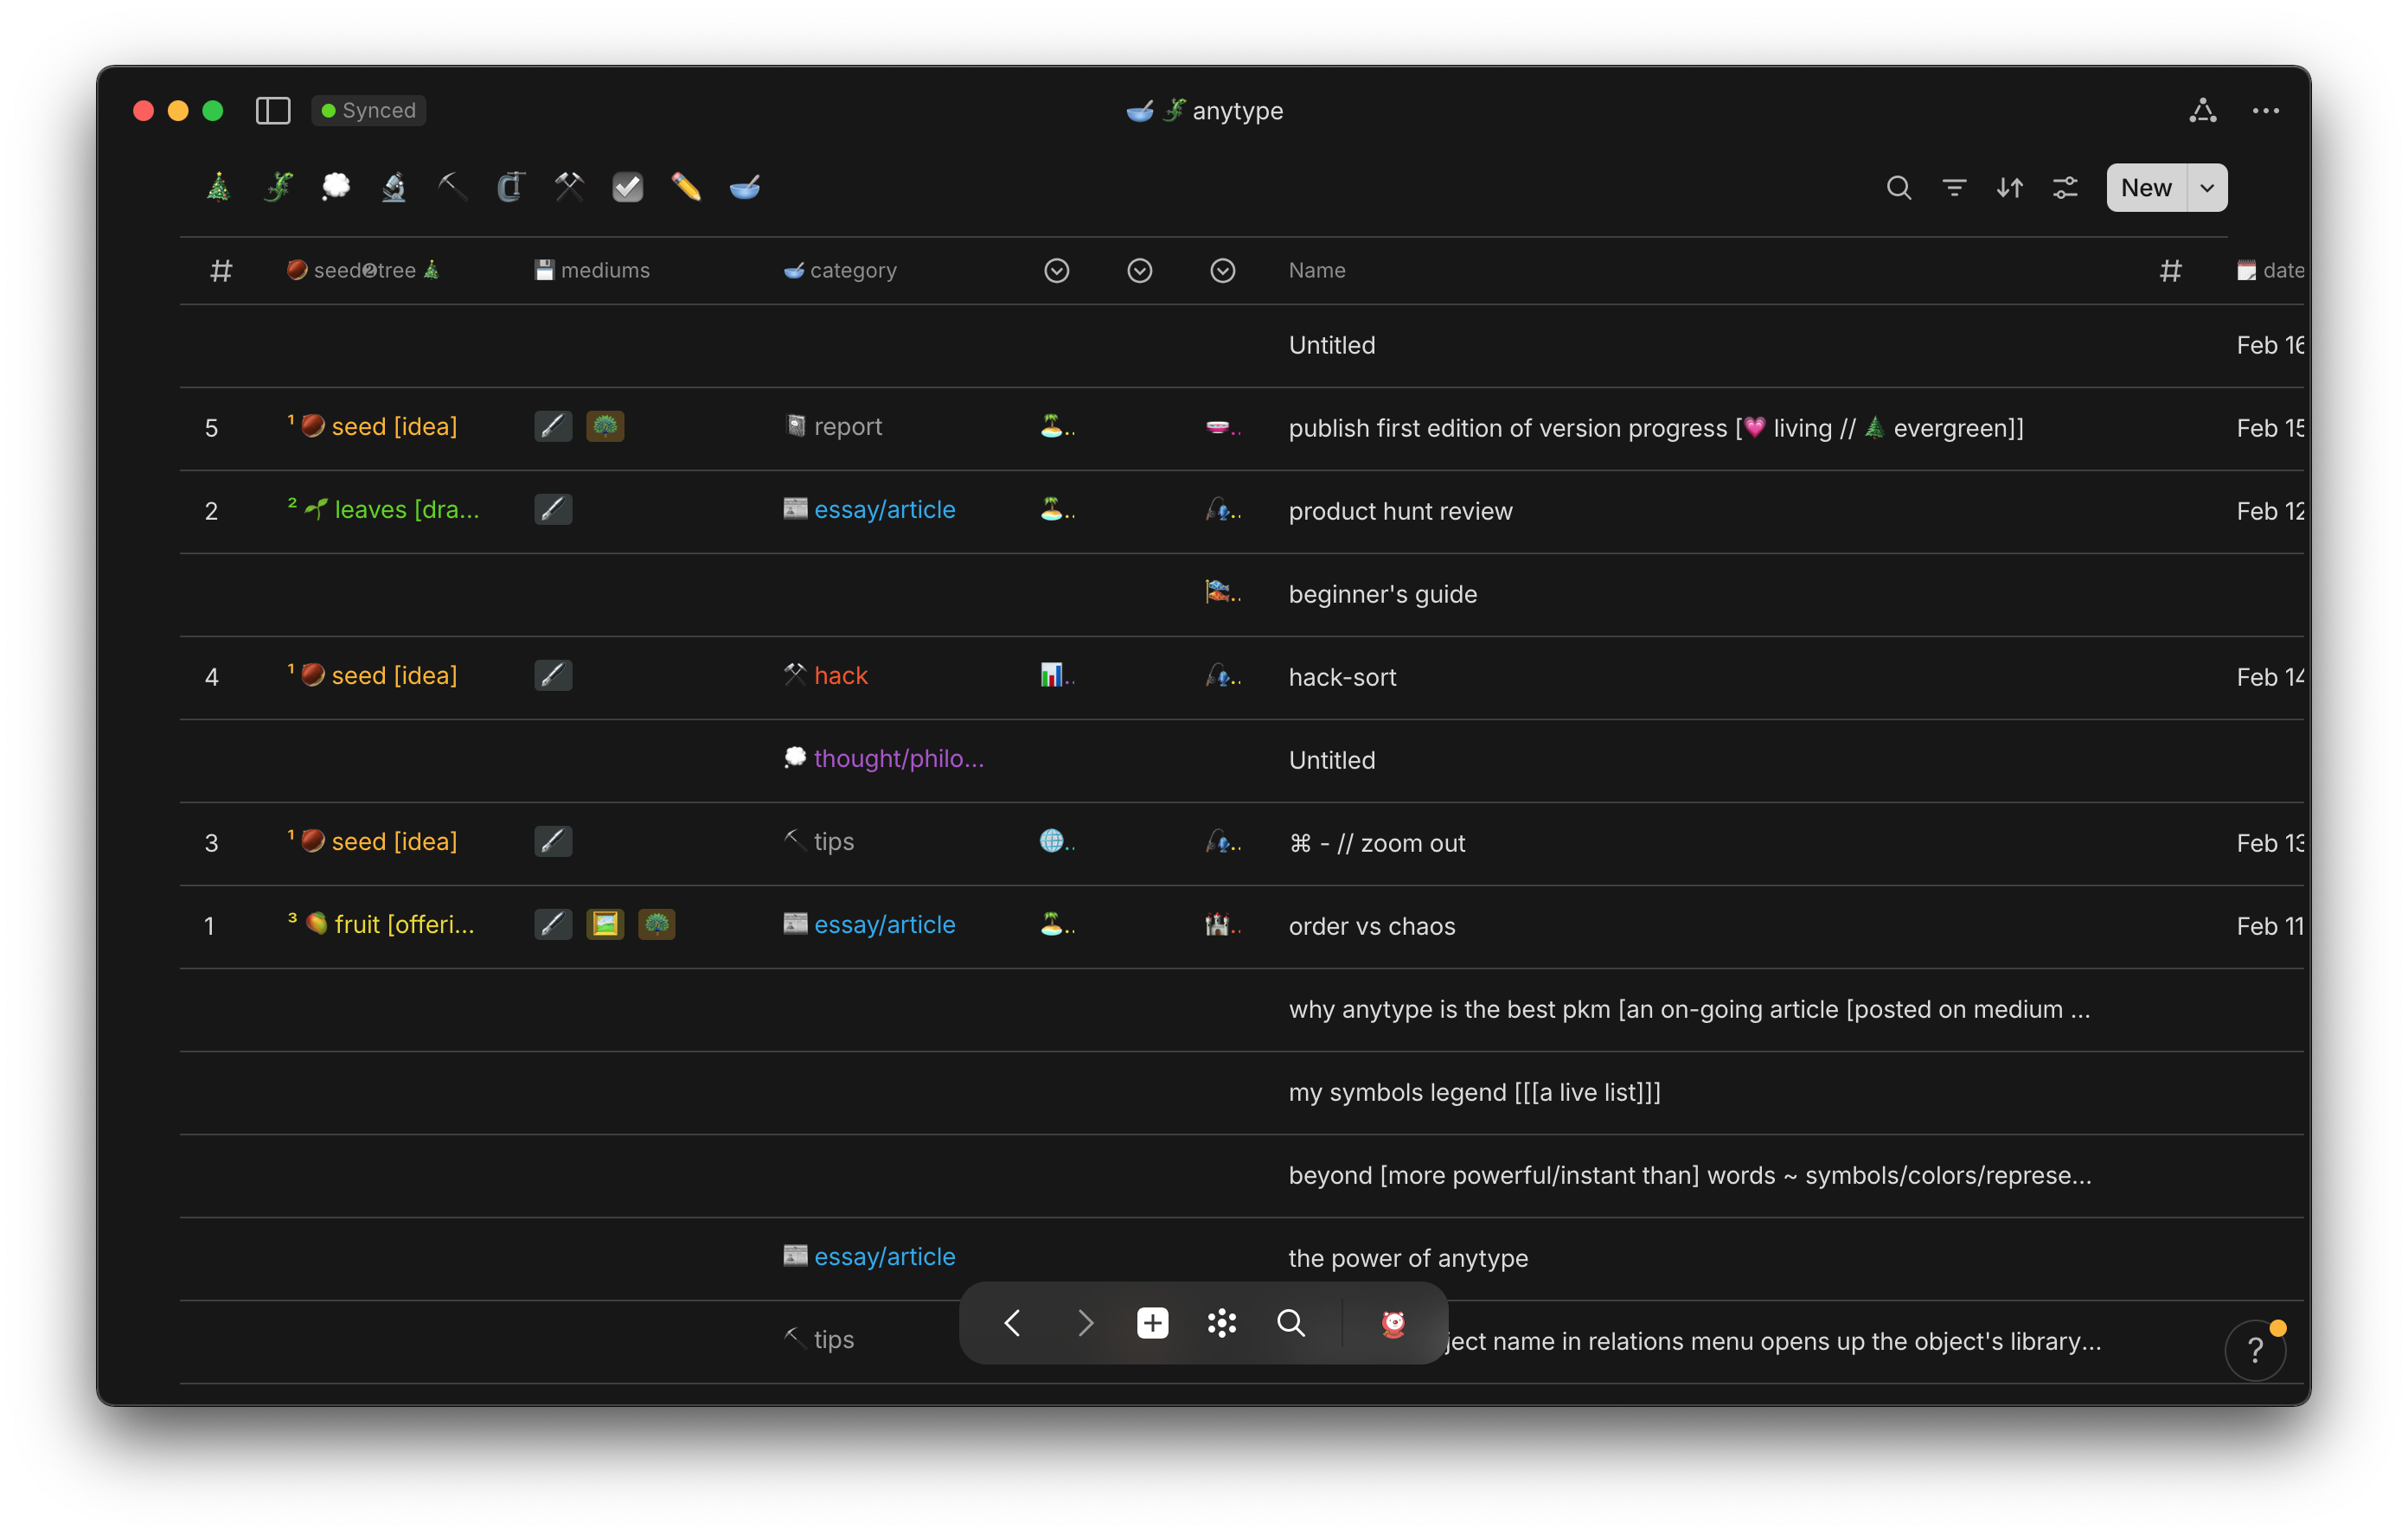 Synced
🥣 🦎 anytype
New
# 🌰 seed❷tree 🎄 💾 mediums 🥣 category Name # 🗓 date
Untitled Feb 16
5 ¹ 🌰 seed [idea] report publish first edition of version progress [💗 living // 🌲 evergreen]] Feb 15
2 ² 🌱 leaves [dra... essay/article product hunt review Feb 12
beginner's guide
4 ¹ 🌰 seed [idea] hack hack-sort Feb 14
thought/philo... Untitled
3 ¹ 🌰 seed [idea] tips ⌘ - // zoom out Feb 13
1 ³ 🥭 fruit [offeri... essay/article order vs chaos Feb 11
why anytype is the best pkm [an on-going article [posted on medium ...
my symbols legend [[[a live list]]]
beyond [more powerful/instant than] words ~ symbols/colors/represe...
essay/article the power of anytype
tips name in relations menu opens up the object's library...
?